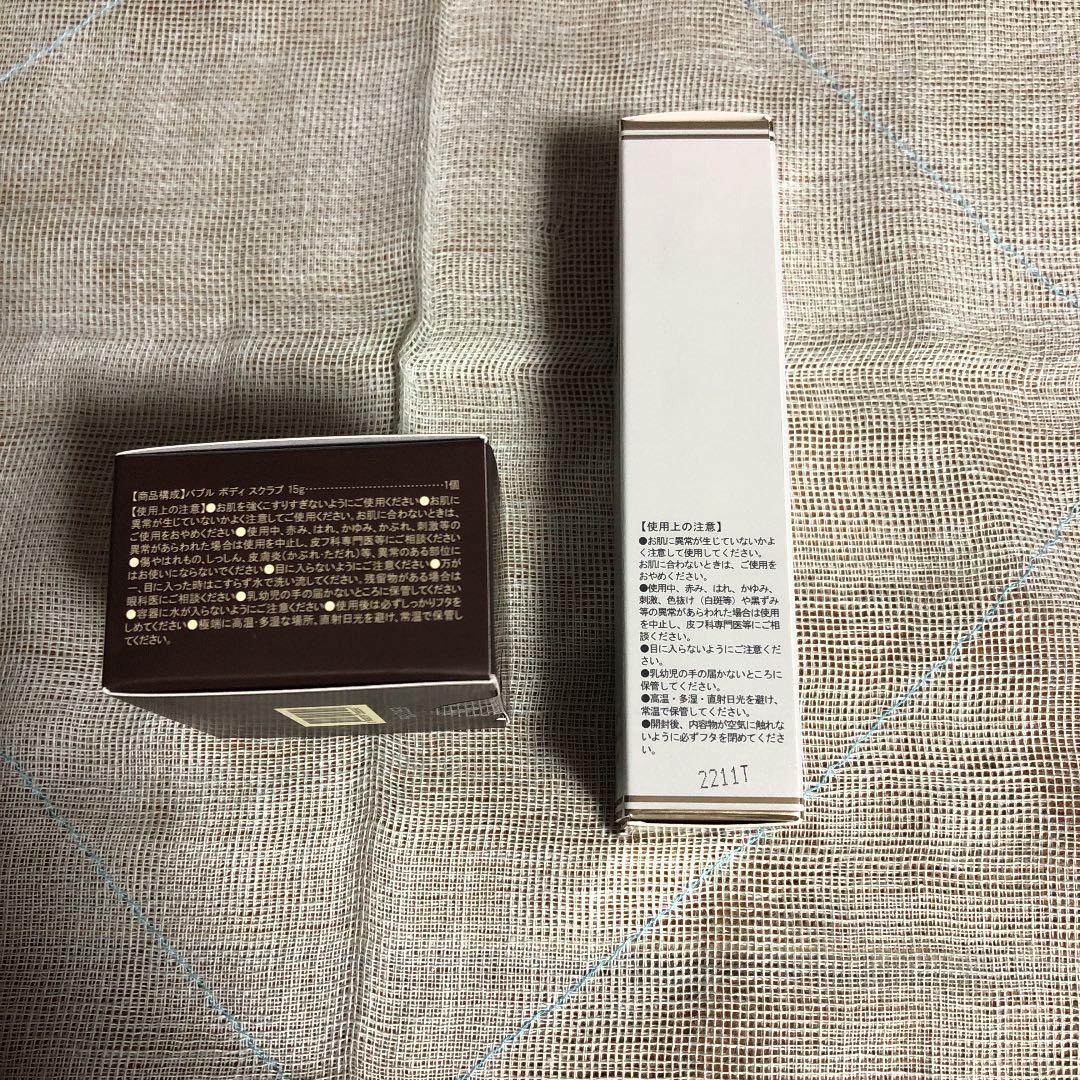 【商品構成】バブル ボディ スクラブ 15g‥‥‥‥‥‥‥‥1個
【使用上の注意】●お肌を強くこすりすぎないようにご使用ください●お肌に
異常が生じていないかよく注意してご使用ください。お肌に合わないときは、
ご使用をおやめください●使用中、赤み、はれ、かゆみ、かぶれ、刺激等の
異常があらわれた場合は使用を中止し、皮フ科専門医等にご相談ください
●傷やはれもの、しっしん、皮膚炎(かぶれ・ただれ)等、異常のある部位に
はお使いにならないでください●目に入らないようにご注意ください●万が
一、目に入った時はこすらず水で洗い流してください。残留物がある場合は
眼科医にご相談ください●乳幼児の手の届かないところに保管してください
●容器に水が入らないようにご注意ください●使用後は必ずしっかりフタを
しめてください●極端に高温・多湿な場所、直射日光を避け、常温で保管し
てください。
【使用上の注意】
●お肌に異常が生じていないかよ
く注意して使用してください。
お肌に合わないときは、ご使用を
おやめください。
●使用中、赤み、はれ、かゆみ、
刺激、色抜け（白斑等）や黒ずみ
等の異常があらわれた場合は使用
を中止し、皮フ科専門医等にご相
談ください。
●目に入らないようにご注意くだ
さい。
●乳幼児の手の届かないところに
保管してください。
●高温・多湿・直射日光を避け、
常温で保管してください。
●開封後、内容物が空気に触れな
いように必ずフタを閉めてくださ
い。
2211T